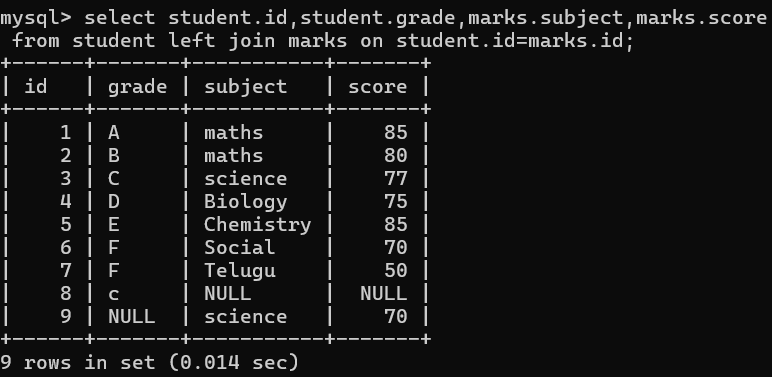 mysql> select student.id,student.grade,marks.subject,marks.score
 from student left join marks on student.id=marks.id;
+------+-------+-----------+-------+
| id   | grade | subject   | score |
+------+-------+-----------+-------+
|    1 | A     | maths     |    85 |
|    2 | B     | maths     |    80 |
|    3 | C     | science   |    77 |
|    4 | D     | Biology   |    75 |
|    5 | E     | Chemistry |    85 |
|    6 | F     | Social    |    70 |
|    7 | F     | Telugu    |    50 |
|    8 | c     | NULL      |  NULL |
|    9 | NULL  | science   |    70 |
+------+-------+-----------+-------+
9 rows in set (0.014 sec)